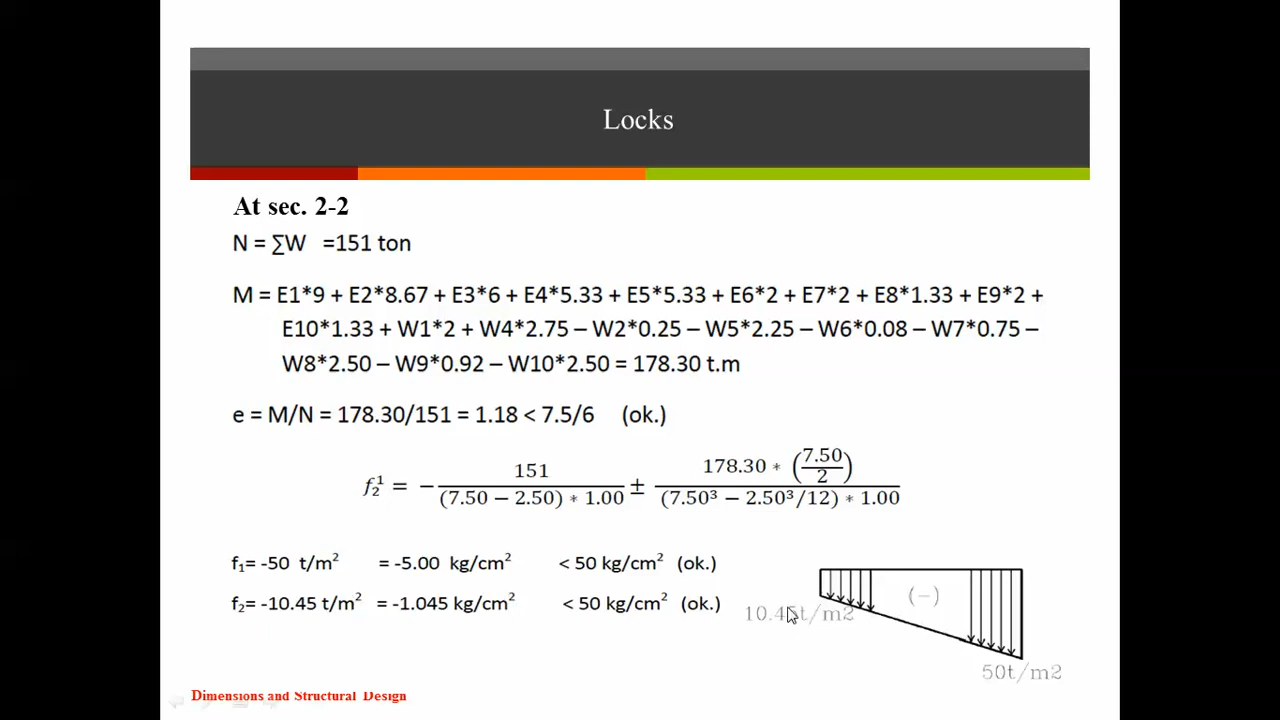 Locks
At sec. 2-2
N = ∑W =151 ton
M = E1*9 + E2*8.67 + E3*6 + E4*5.33 + E5*5.33 + E6*2 + E7*2 + E8*1.33 + E9*2 +
E10*1.33 + W1*2 + W4*2.75 – W2*0.25 – W5*2.25 – W6*0.08 – W7*0.75 –
W8*2.50 – W9*0.92 – W10*2.50 = 178.30 t.m
e = M/N = 178.30/151 = 1.18 < 7.5/6 (ok.)
f₂¹ = − 151 / (7.50 − 2.50) ∗ 1.00 ± 178.30 ∗ (7.50/2) / (7.50³ − 2.50³/12) ∗ 1.00
f₁= -50 t/m² = -5.00 kg/cm² < 50 kg/cm² (ok.)
f₂= -10.45 t/m² = -1.045 kg/cm² < 50 kg/cm² (ok.)
(−)
10.45t/m2
50t/m2
Dimensions and Structural Design